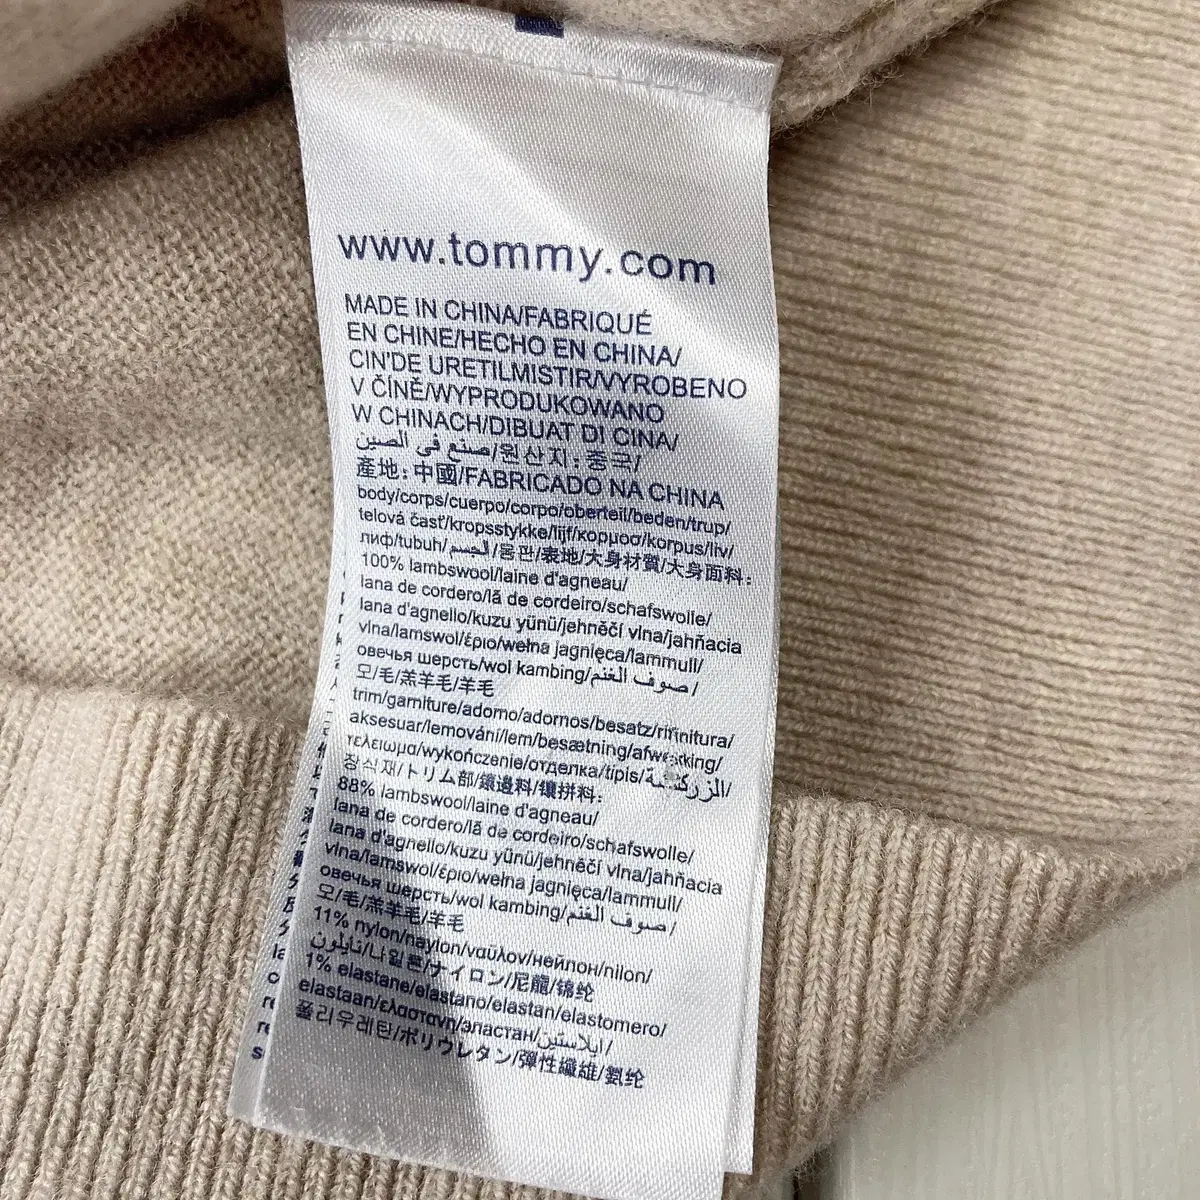 www.tommy.com
MADE IN CHINA/FABRIQUÉ
EN CHINE/HECHO EN CHINA/
CIN'DE URETILMISTIR/VYROBENO
V ČÍNĚ/WYPRODUKOWANO
W CHINACH/DIBUAT DI CINA/
صنع في الصين/원산지:중국/
產地:中國/FABRICADO NA CHINA
body/corps/cuerpo/corpo/oberteil/beden/trup/
telová časť/kropsstykke/lijf/κορμοσ/korpus/liv/
лиф/tubuh/الجسم/몸판/表地/大身材質/大身面料:
100% lambswool/laine d'agneau/
lana de cordero/lã de cordeiro/schafswolle/
lana d'agnello/kuzu yünü/jehněčí vlna/jahňacia
vlna/lamswol/έριο/wełna jagnięca/lammull/
овечья шерсть/wol kambing/صوف الغنم/
모/毛/羔羊毛/羊毛
trim/garniture/adorno/adornos/besatz/rifinitura/
aksesuar/lemování/lem/besætning/afwerking/
τελειωμα/wykończenie/отделка/tipis/الزركشة/
장식재/トリム部/鑲邊料/镶拼料:
88% lambswool/laine d'agneau/
lana de cordero/lã de cordeiro/schafswolle/
lana d'agnello/kuzu yünü/jehněčí vlna/jahňacia
vlna/lamswol/έριο/wełna jagnięca/lammull/
овечья шерсть/wol kambing/صوف الغنم/
모/毛/羔羊毛/羊毛
11% nylon/naylon/ναϋλον/нейлон/nilon/
نايلون/나일론/ナイロン/尼龍/锦纶
1% elastane/elastano/elastan/elastomero/
elastaan/ελαστανη/эластан/ايلاستين/
폴리우레탄/ポリウレタン/彈性纖維/氨纶